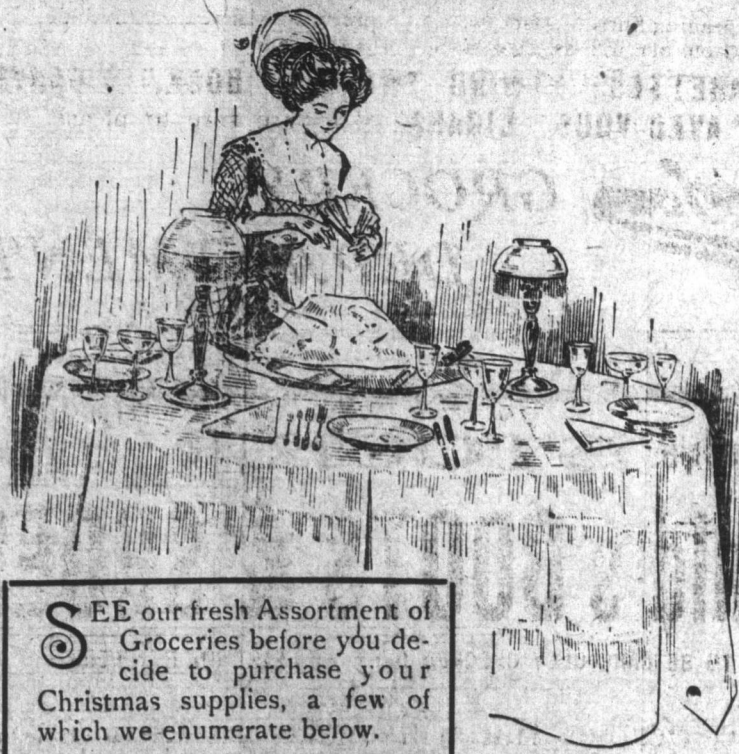 SEE our fresh Assortment of
Groceries before you de-
cide to purchase your
Christmas supplies, a few of
which we enumerate below.